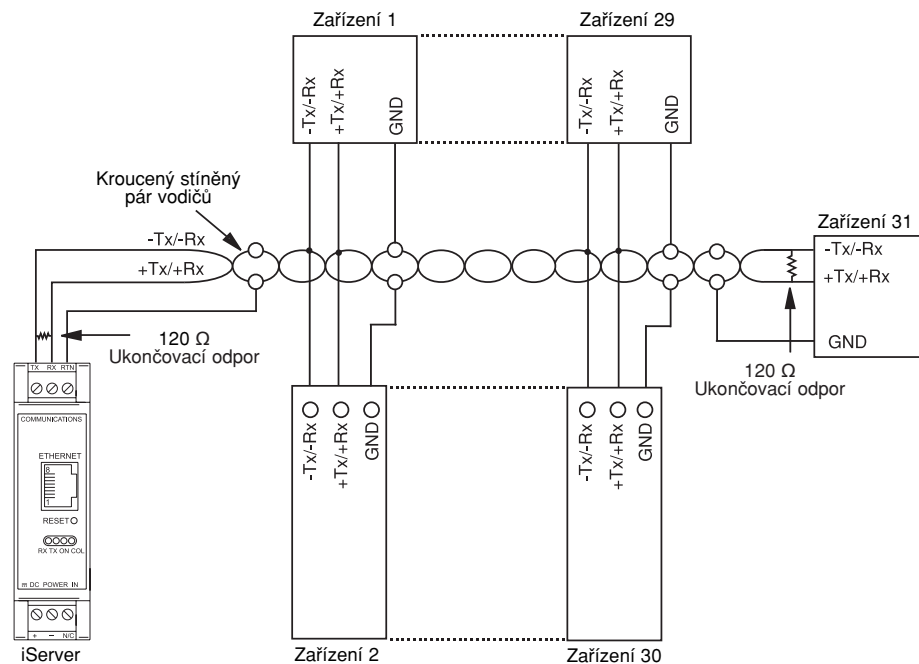 Zařízení 1
Zařízení 29
-Tx/-Rx
+Tx/+Rx
GND
-Tx/-Rx
+Tx/+Rx
GND
Kroucený stíněný
pár vodičů
-Tx/-Rx
+Tx/+Rx
Zařízení 31
-Tx/-Rx
+Tx/+Rx
GND
120 Ω
Ukončovací odpor
120 Ω
Ukončovací odpor
TX RX RTN
COMMUNICATIONS
ETHERNET
8
1
RESET
RX TX ON COL
DC POWER IN
+ – N/C
iServer
-Tx/-Rx
+Tx/+Rx
GND
Zařízení 2
-Tx/-Rx
+Tx/+Rx
GND
Zařízení 30